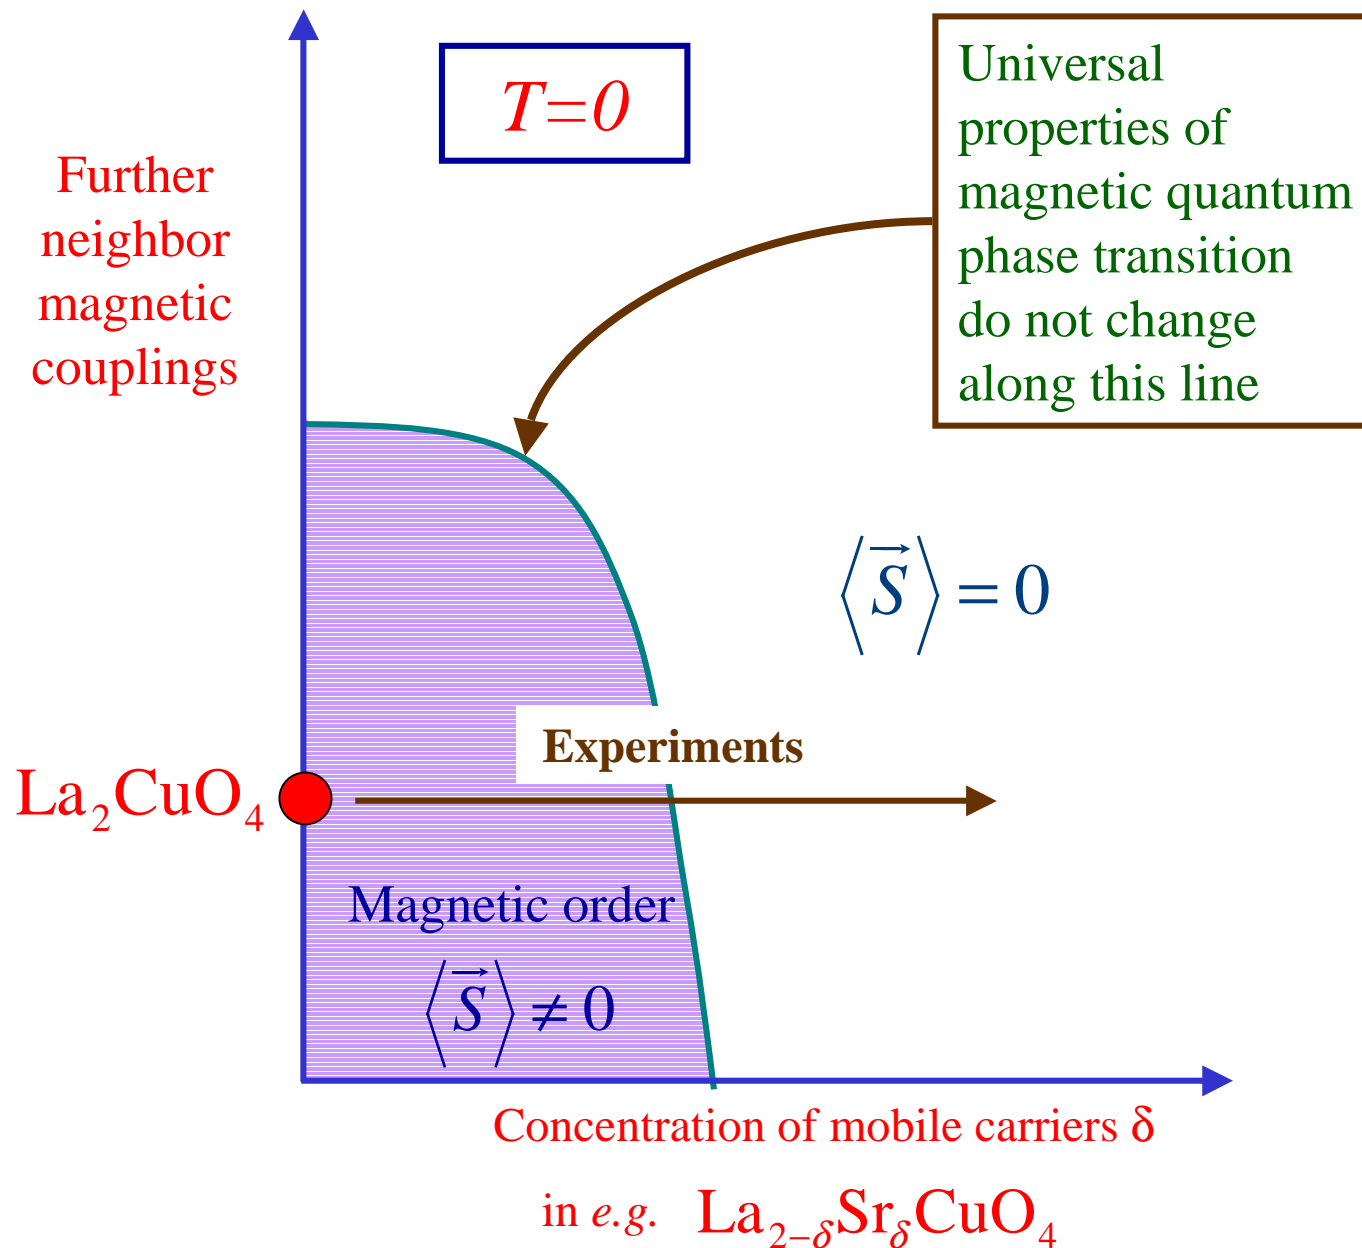 T=0
Universal
properties of
magnetic quantum
phase transition
do not change
along this line
Further
neighbor
magnetic
couplings
⟨S⃗⟩ = 0
Experiments
La₂CuO₄
Magnetic order
⟨S⃗⟩ ≠ 0
Concentration of mobile carriers δ
in e.g. La₂₋δSrδCuO₄